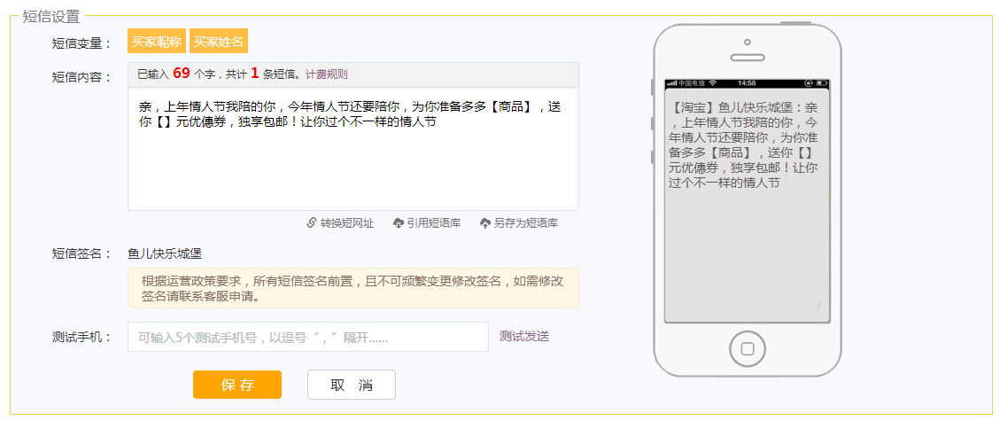 短信设置
短信变量： 买家昵称 买家姓名
短信内容： 已输入 69 个字，共计 1 条短信。计费规则
亲，上年情人节我陪的你，今年情人节还要陪你，为你准备多多【商品】，送
你【】元优僡券，独享包邮！让你过个不一样的情人节
转换短网址 引用短语库 另存为短语库
短信签名： 鱼儿快乐城堡
根据运营政策要求，所有短信签名前置，且不可频繁变更修改签名，如需修改
签名请联系客服申请。
测试手机： 可输入5个测试手机号，以逗号“，”隔开...... 测试发送
保 存 取 消
中国电信 14:58
【淘宝】鱼儿快乐城堡：亲
，上年情人节我陪的你，今
年情人节还要陪你，为你准
备多多【商品】，送你【】
元优僡券，独享包邮！让你
过个不一样的情人节